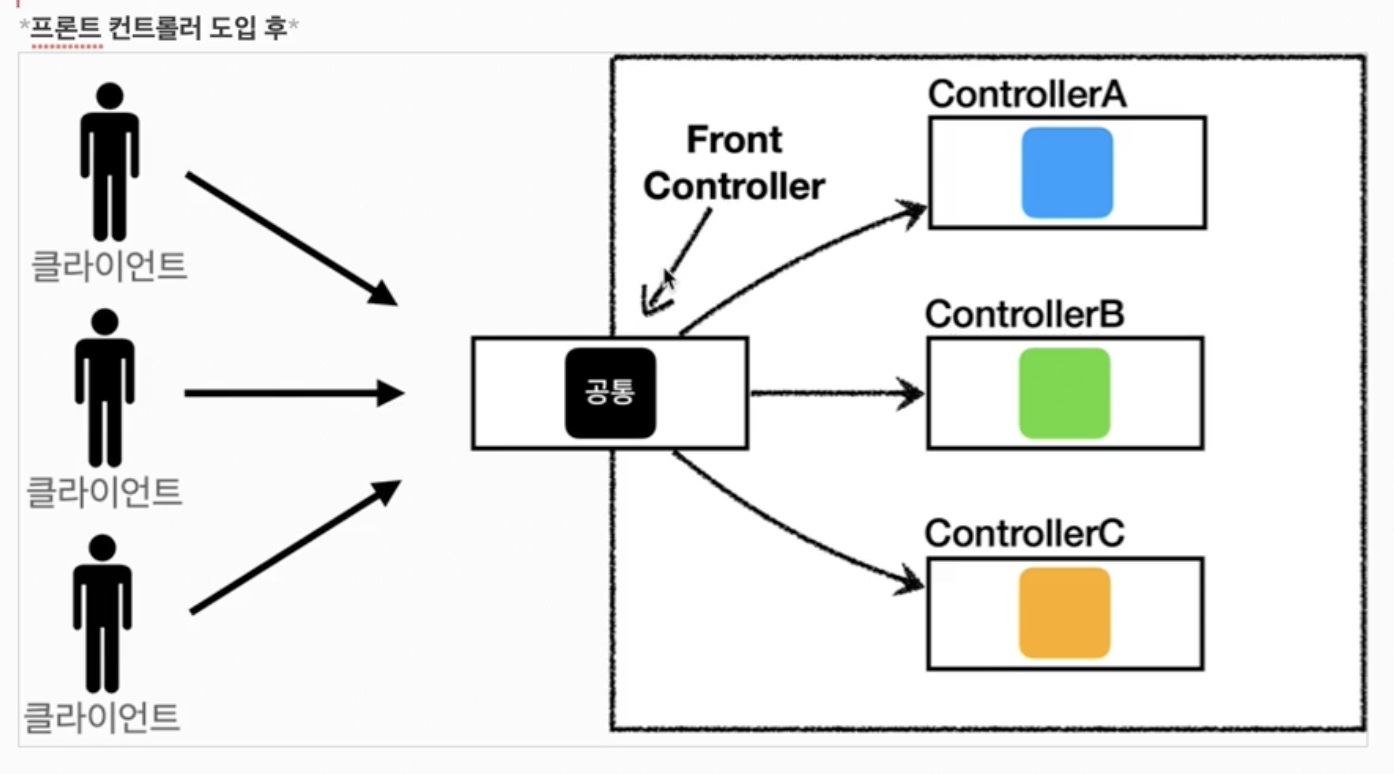 *프론트 컨트롤러 도입 후*
클라이언트
클라이언트
클라이언트
Front
Controller
공통
ControllerA
ControllerB
ControllerC